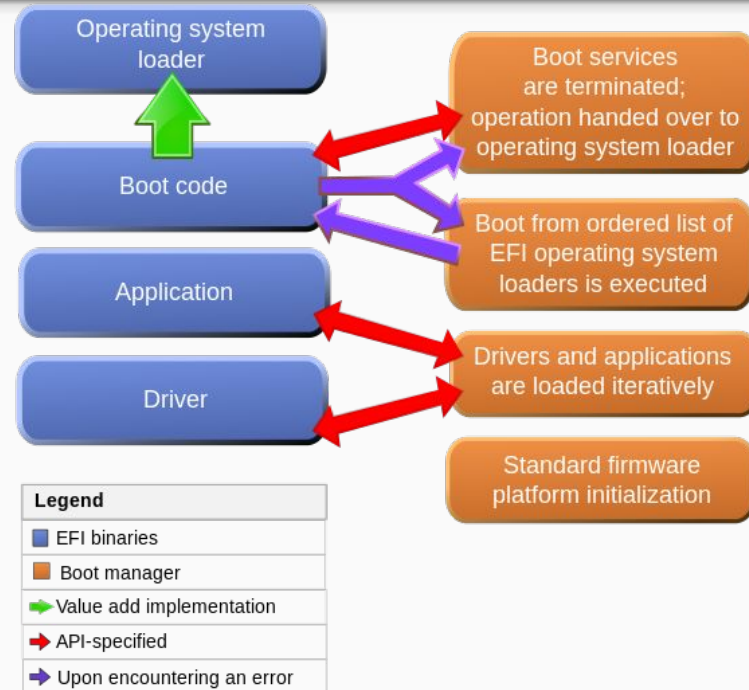 Operating system
loader
Boot services
are terminated;
operation handed over to
operating system loader
Boot code
Boot from ordered list of
EFI operating system
loaders is executed
Application
Drivers and applications
are loaded iteratively
Driver
Standard firmware
platform initialization
Legend
EFI binaries
Boot manager
Value add implementation
API-specified
Upon encountering an error